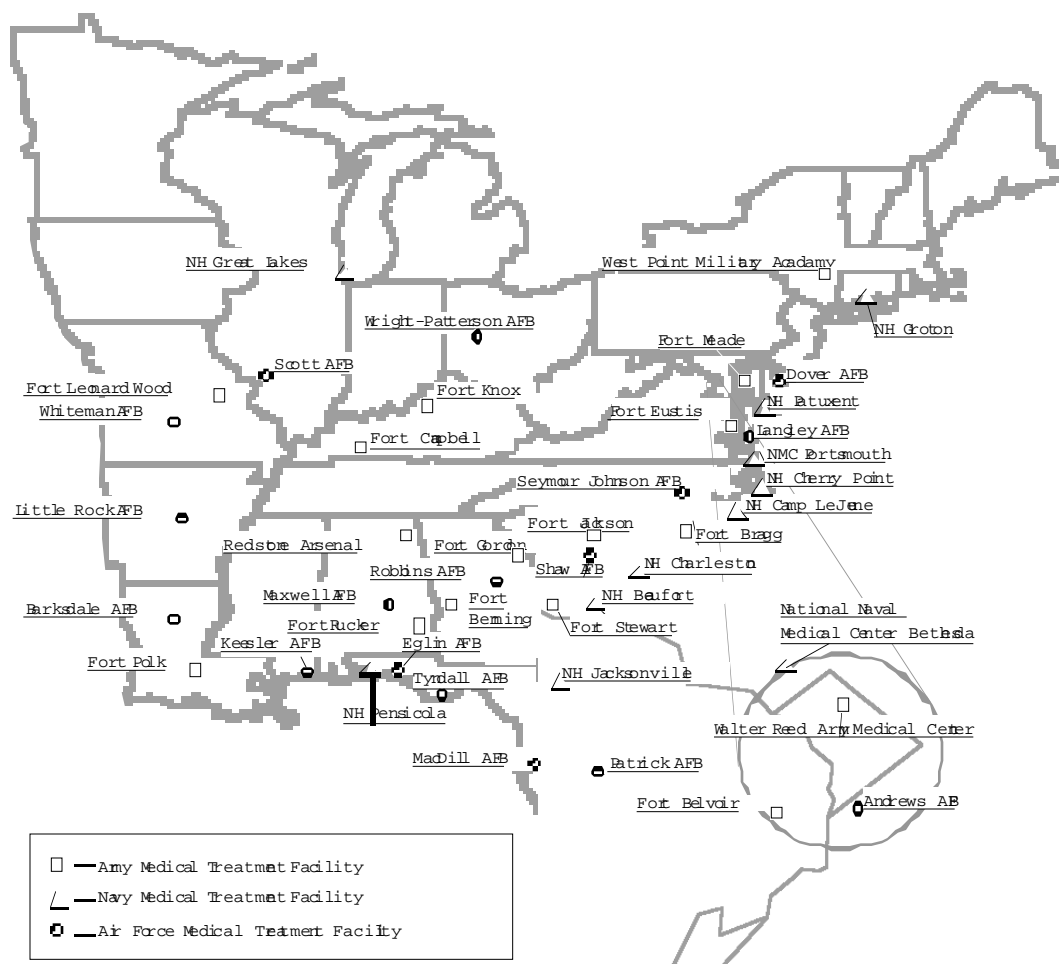 NH Great Lakes
West Point Military Acadamy
NH Groton
Wright-Patterson AFB
Fort Meade
Scott AFB
Dover AFB
Fort Leonard Wood
Fort Knox
NH Patuxent
Whiteman AFB
Fort Eustis
Langley AFB
Fort Campbell
NMC Portsmouth
NH Cherry Point
Seymour Johnson AFB
NH Camp LeJune
Little Rock AFB
Fort Jackson
Fort Bragg
Redstone Arsenal
Fort Gordon
Shaw AFB
NH Charleston
Robbins AFB
Maxwell AFB
Fort
Benning
NH Beaufort
Barksdale AFB
National Naval
Medical Center Bethesda
Fort Rucker
Fort Stewart
Keesler AFB
Eglin AFB
Fort Polk
Tyndall AFB
NH Jacksonville
NH Pensicola
Walter Reed Army Medical Center
MacDill AFB
Patrick AFB
Fort Belvoir
Andrews AFB
Army Medical Treatment Facility
Navy Medical Treatment Facility
Air Force Medical Treatment Facility